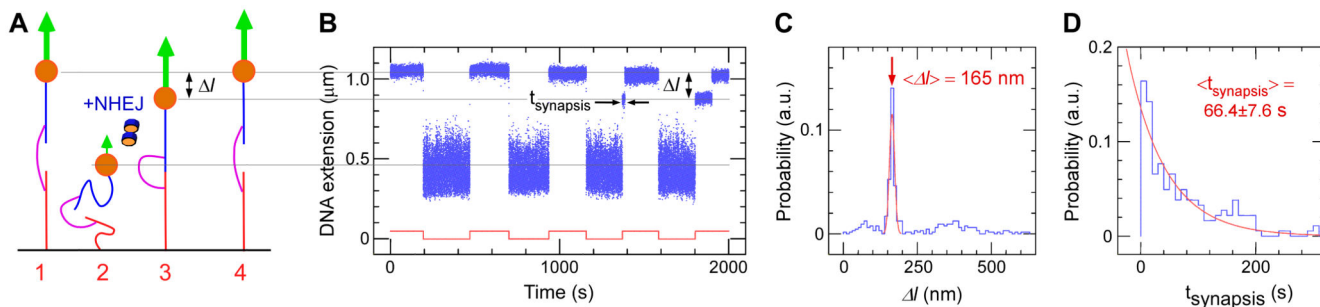 A
Δl
+NHEJ
1 2 3 4
B
DNA extension (μm)
1.0
0.5
0
Δl
t_synapsis
0 1000 2000
Time (s)
C
Probability (a.u.)
0.1
0
<Δl> = 165 nm
0 250 500
Δl (nm)
D
Probability (a.u.)
0.2
0.1
0
<t_synapsis> =
66.4±7.6 s
0 200
t_synapsis (s)